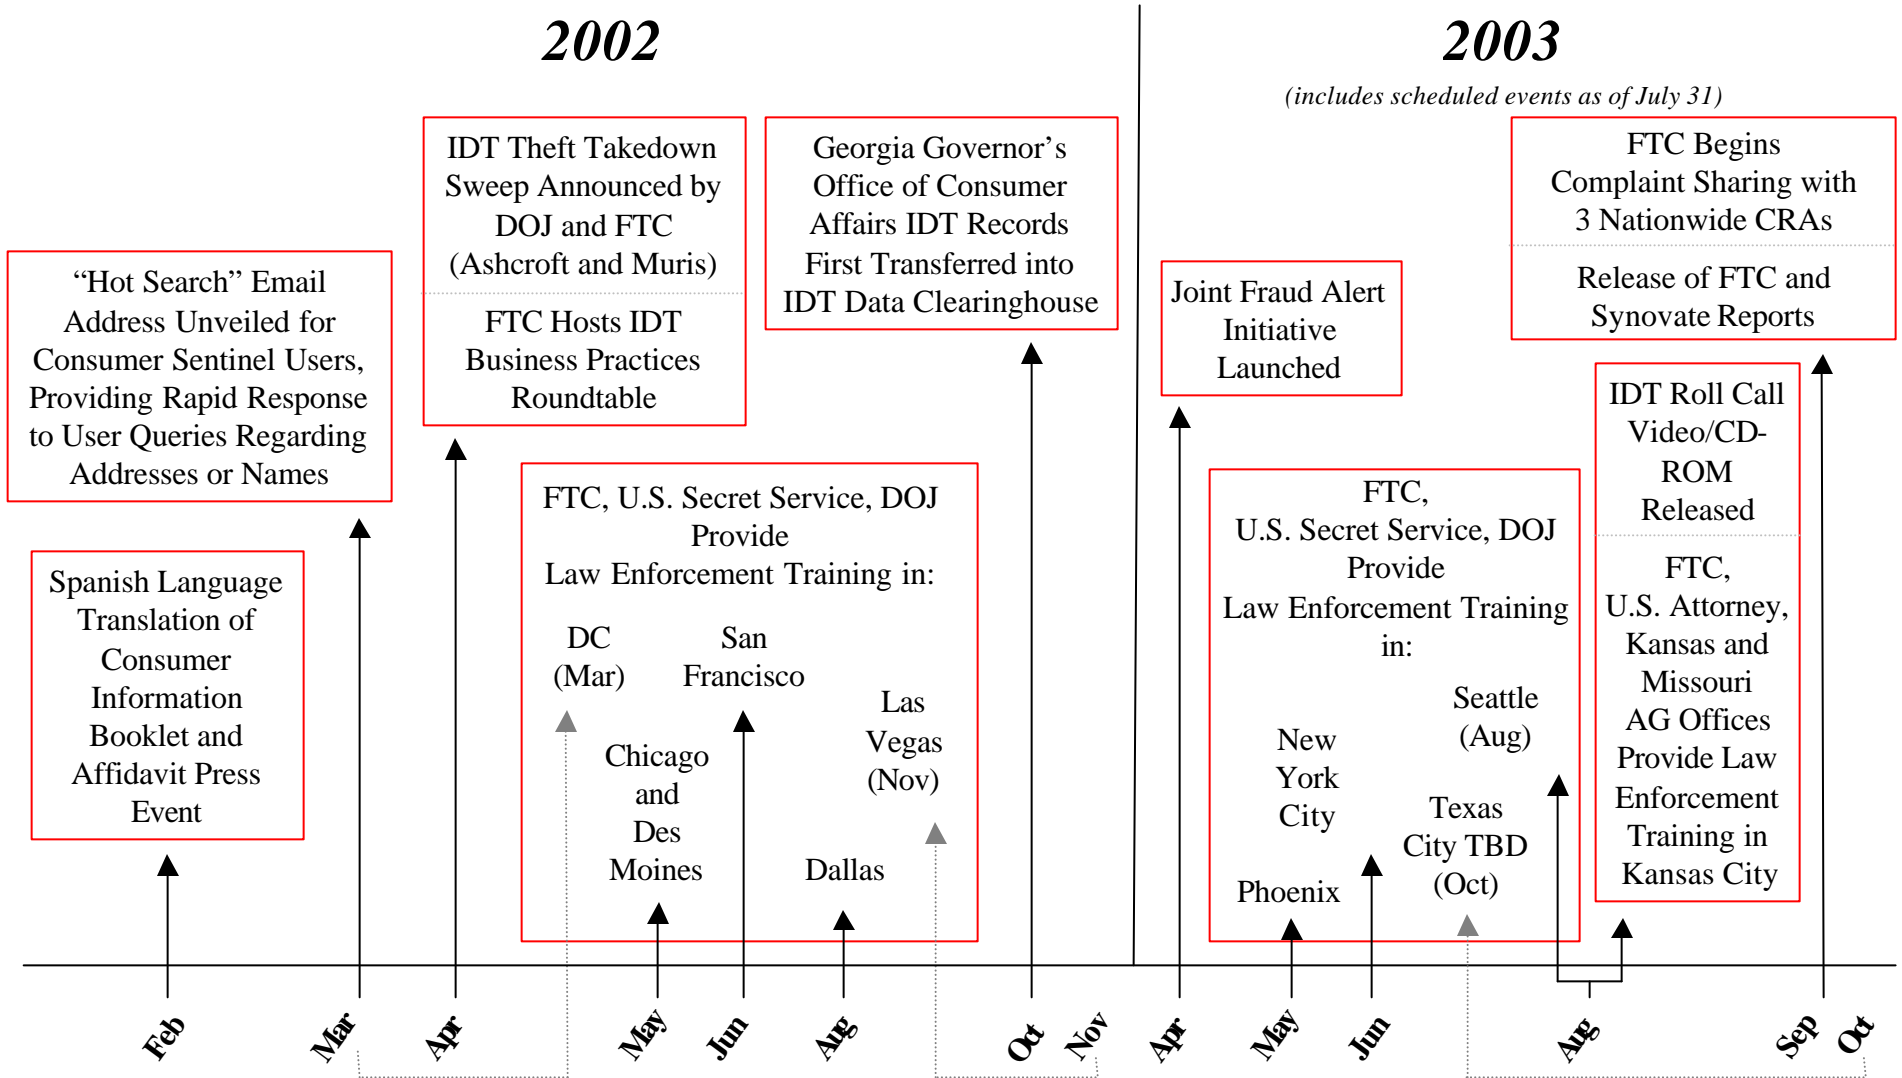 2002
2003
(includes scheduled events as of July 31)
“Hot Search” Email
Address Unveiled for
Consumer Sentinel Users,
Providing Rapid Response
to User Queries Regarding
Addresses or Names
Spanish Language
Translation of
Consumer
Information
Booklet and
Affidavit Press
Event
IDT Theft Takedown
Sweep Announced by
DOJ and FTC
(Ashcroft and Muris)
FTC Hosts IDT
Business Practices
Roundtable
Georgia Governor’s
Office of Consumer
Affairs IDT Records
First Transferred into
IDT Data Clearinghouse
FTC, U.S. Secret Service, DOJ
Provide
Law Enforcement Training in:
DC
(Mar)
Chicago
and
Des
Moines
San
Francisco
Dallas
Las
Vegas
(Nov)
Joint Fraud Alert
Initiative
Launched
FTC,
U.S. Secret Service, DOJ
Provide
Law Enforcement Training
in:
Phoenix
New
York
City
Texas
City TBD
(Oct)
Seattle
(Aug)
FTC Begins
Complaint Sharing with
3 Nationwide CRAs
Release of FTC and
Synovate Reports
IDT Roll Call
Video/CD-
ROM
Released
FTC,
U.S. Attorney,
Kansas and
Missouri
AG Offices
Provide Law
Enforcement
Training in
Kansas City
Feb
Mar
Apr
May
Jun
Aug
Oct
Nov
Apr
May
Jun
Aug
Sep
Oct